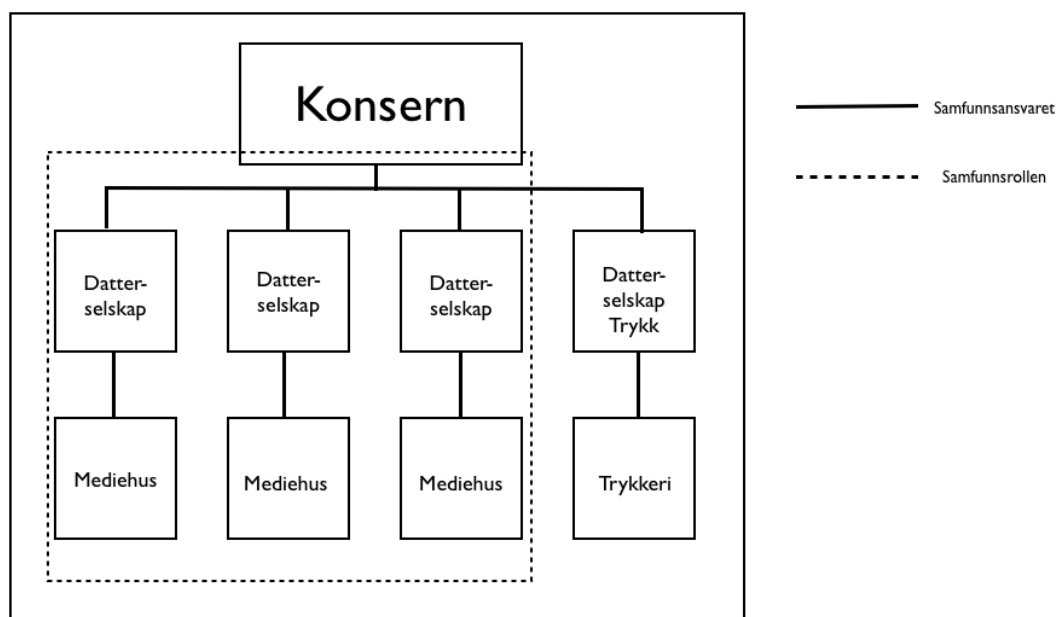 Konsern
Samfunnsansvaret
Samfunnsrollen
Datter-
selskap
Datter-
selskap
Datter-
selskap
Datter-
selskap
Trykk
Mediehus
Mediehus
Mediehus
Trykkeri